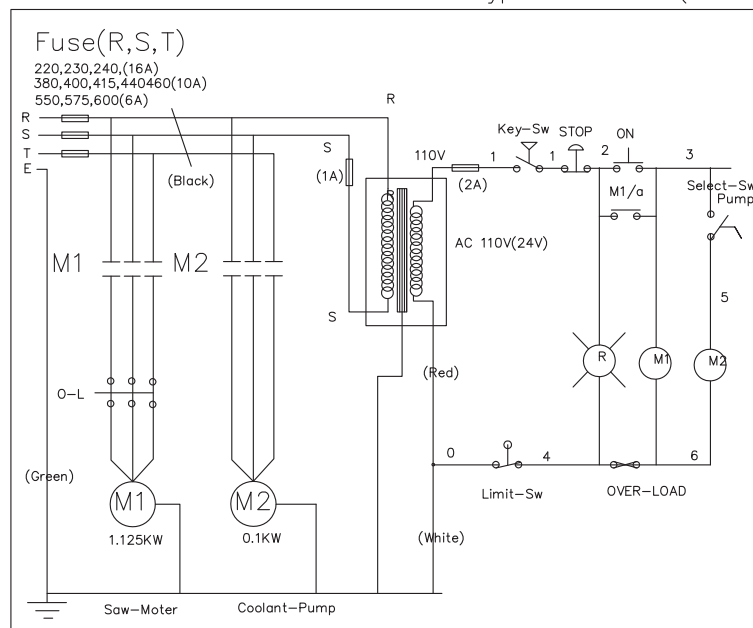 Fuse(R,S,T)
220,230,240,(16A)
380,400,415,440460(10A)
550,575,600(6A)
R
S
T
E
(Black)
R
S
(1A)
110V
(2A)
1
Key-Sw
1
STOP
2
ON
3
M1/a
Select-Sw
Pump
M1
M2
R
AC 110V(24V)
S
5
R
M1
M2
O-L
(Red)
0
4
6
Limit-Sw
OVER-LOAD
(Green)
M1
M2
1.125KW
0.1KW
(White)
Saw-Moter
Coolant-Pump